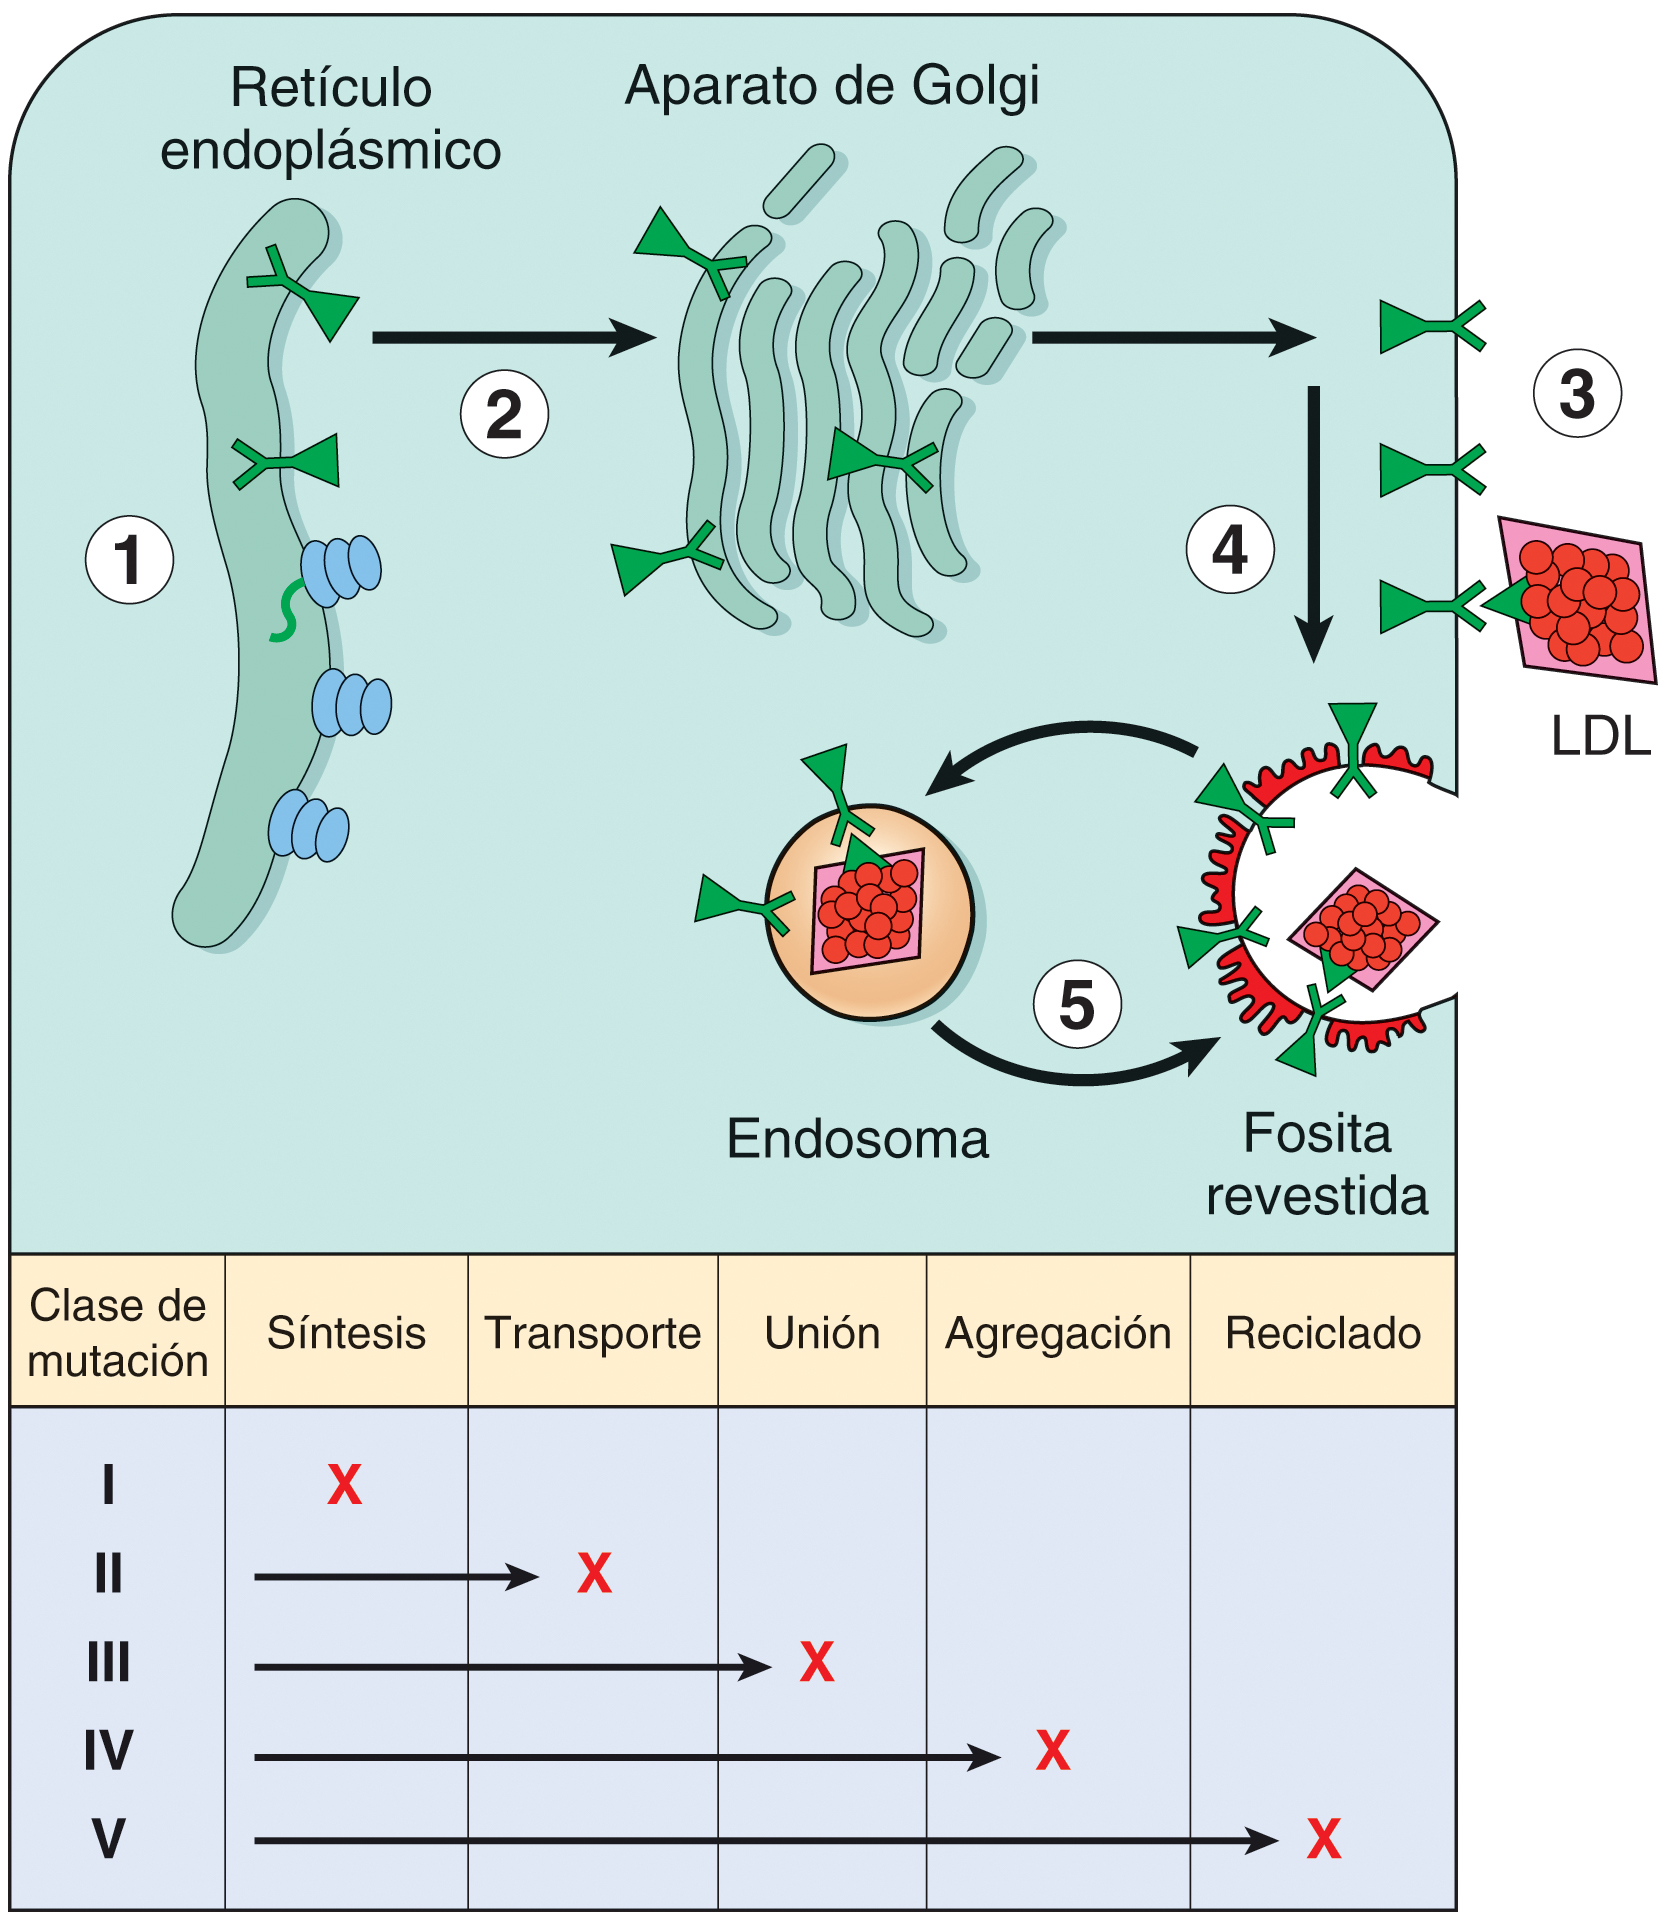 Retículo
endoplásmico
Aparato de Golgi
1
2
3
4
LDL
5
Endosoma
Fosita
revestida
Clase de
mutación
Síntesis
Transporte
Unión
Agregación
Reciclado
I
X
II
X
III
X
IV
X
V
X